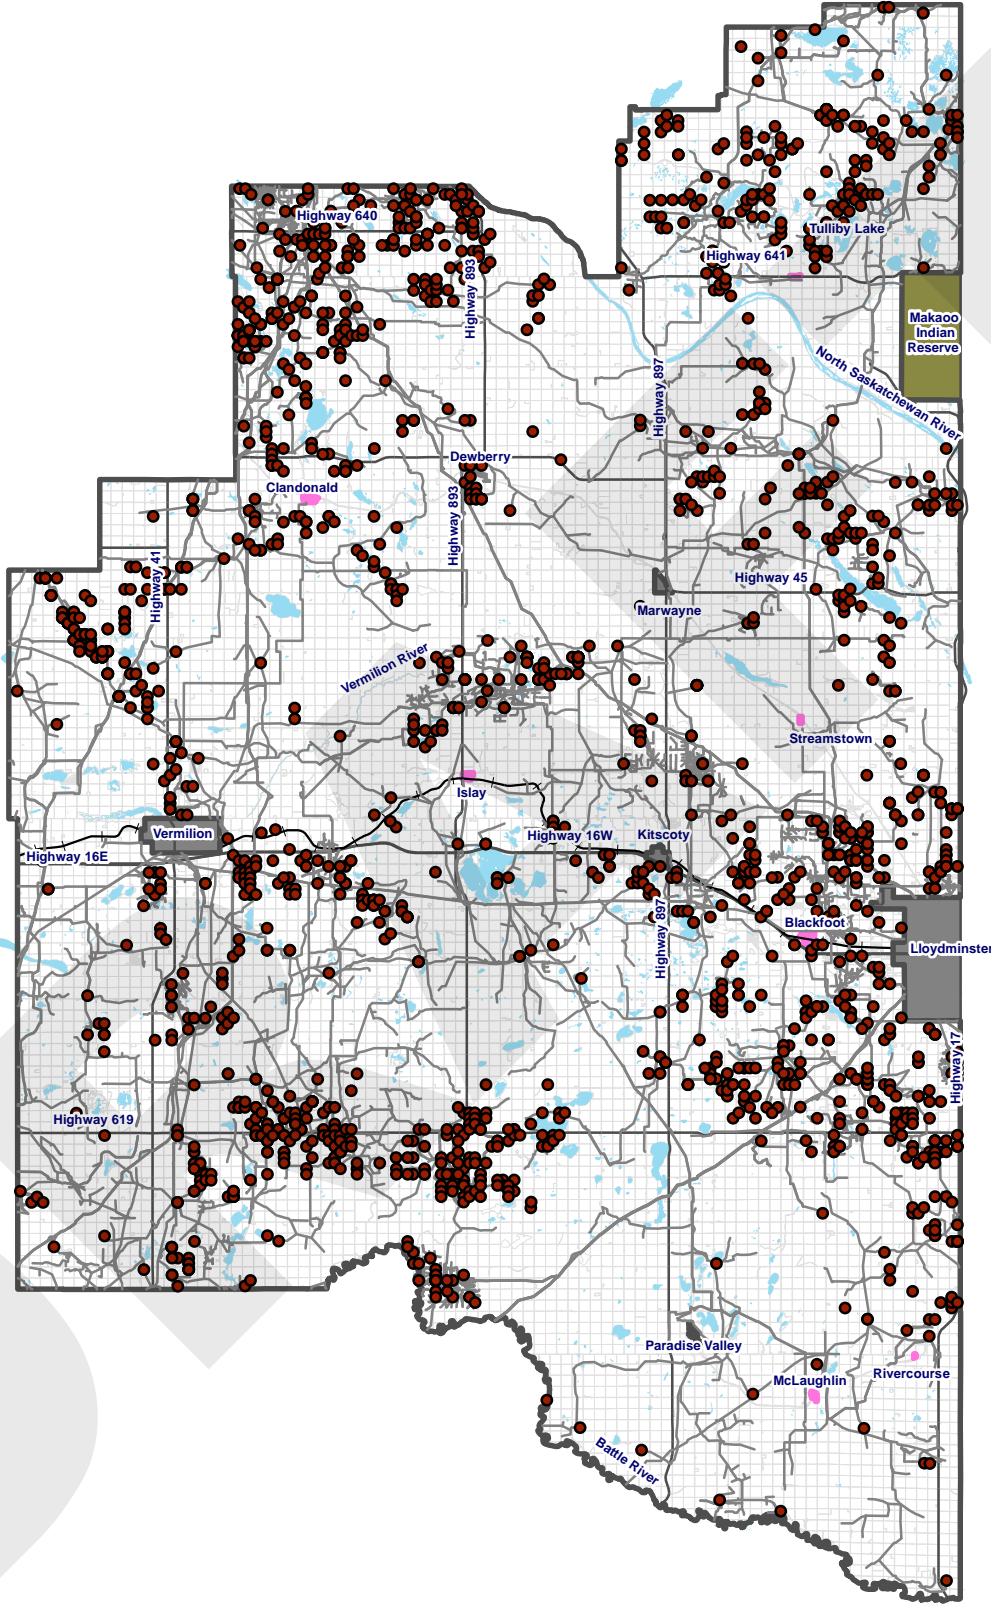 Highway 640
Tulliby Lake
Highway 641
Highway 893
Makaoo
Indian
Reserve
North Saskatchewan River
Highway 897
Dewberry
Clandonald
Highway 893
Highway 41
Highway 45
Marwayne
Vermilion River
Streamstown
Islay
Vermilion
Highway 16W
Kitscoty
Highway 16E
Highway 897
Blackfoot
Lloydminster
Highway 17
Highway 619
Paradise Valley
McLaughlin
Rivercourse
Battle River